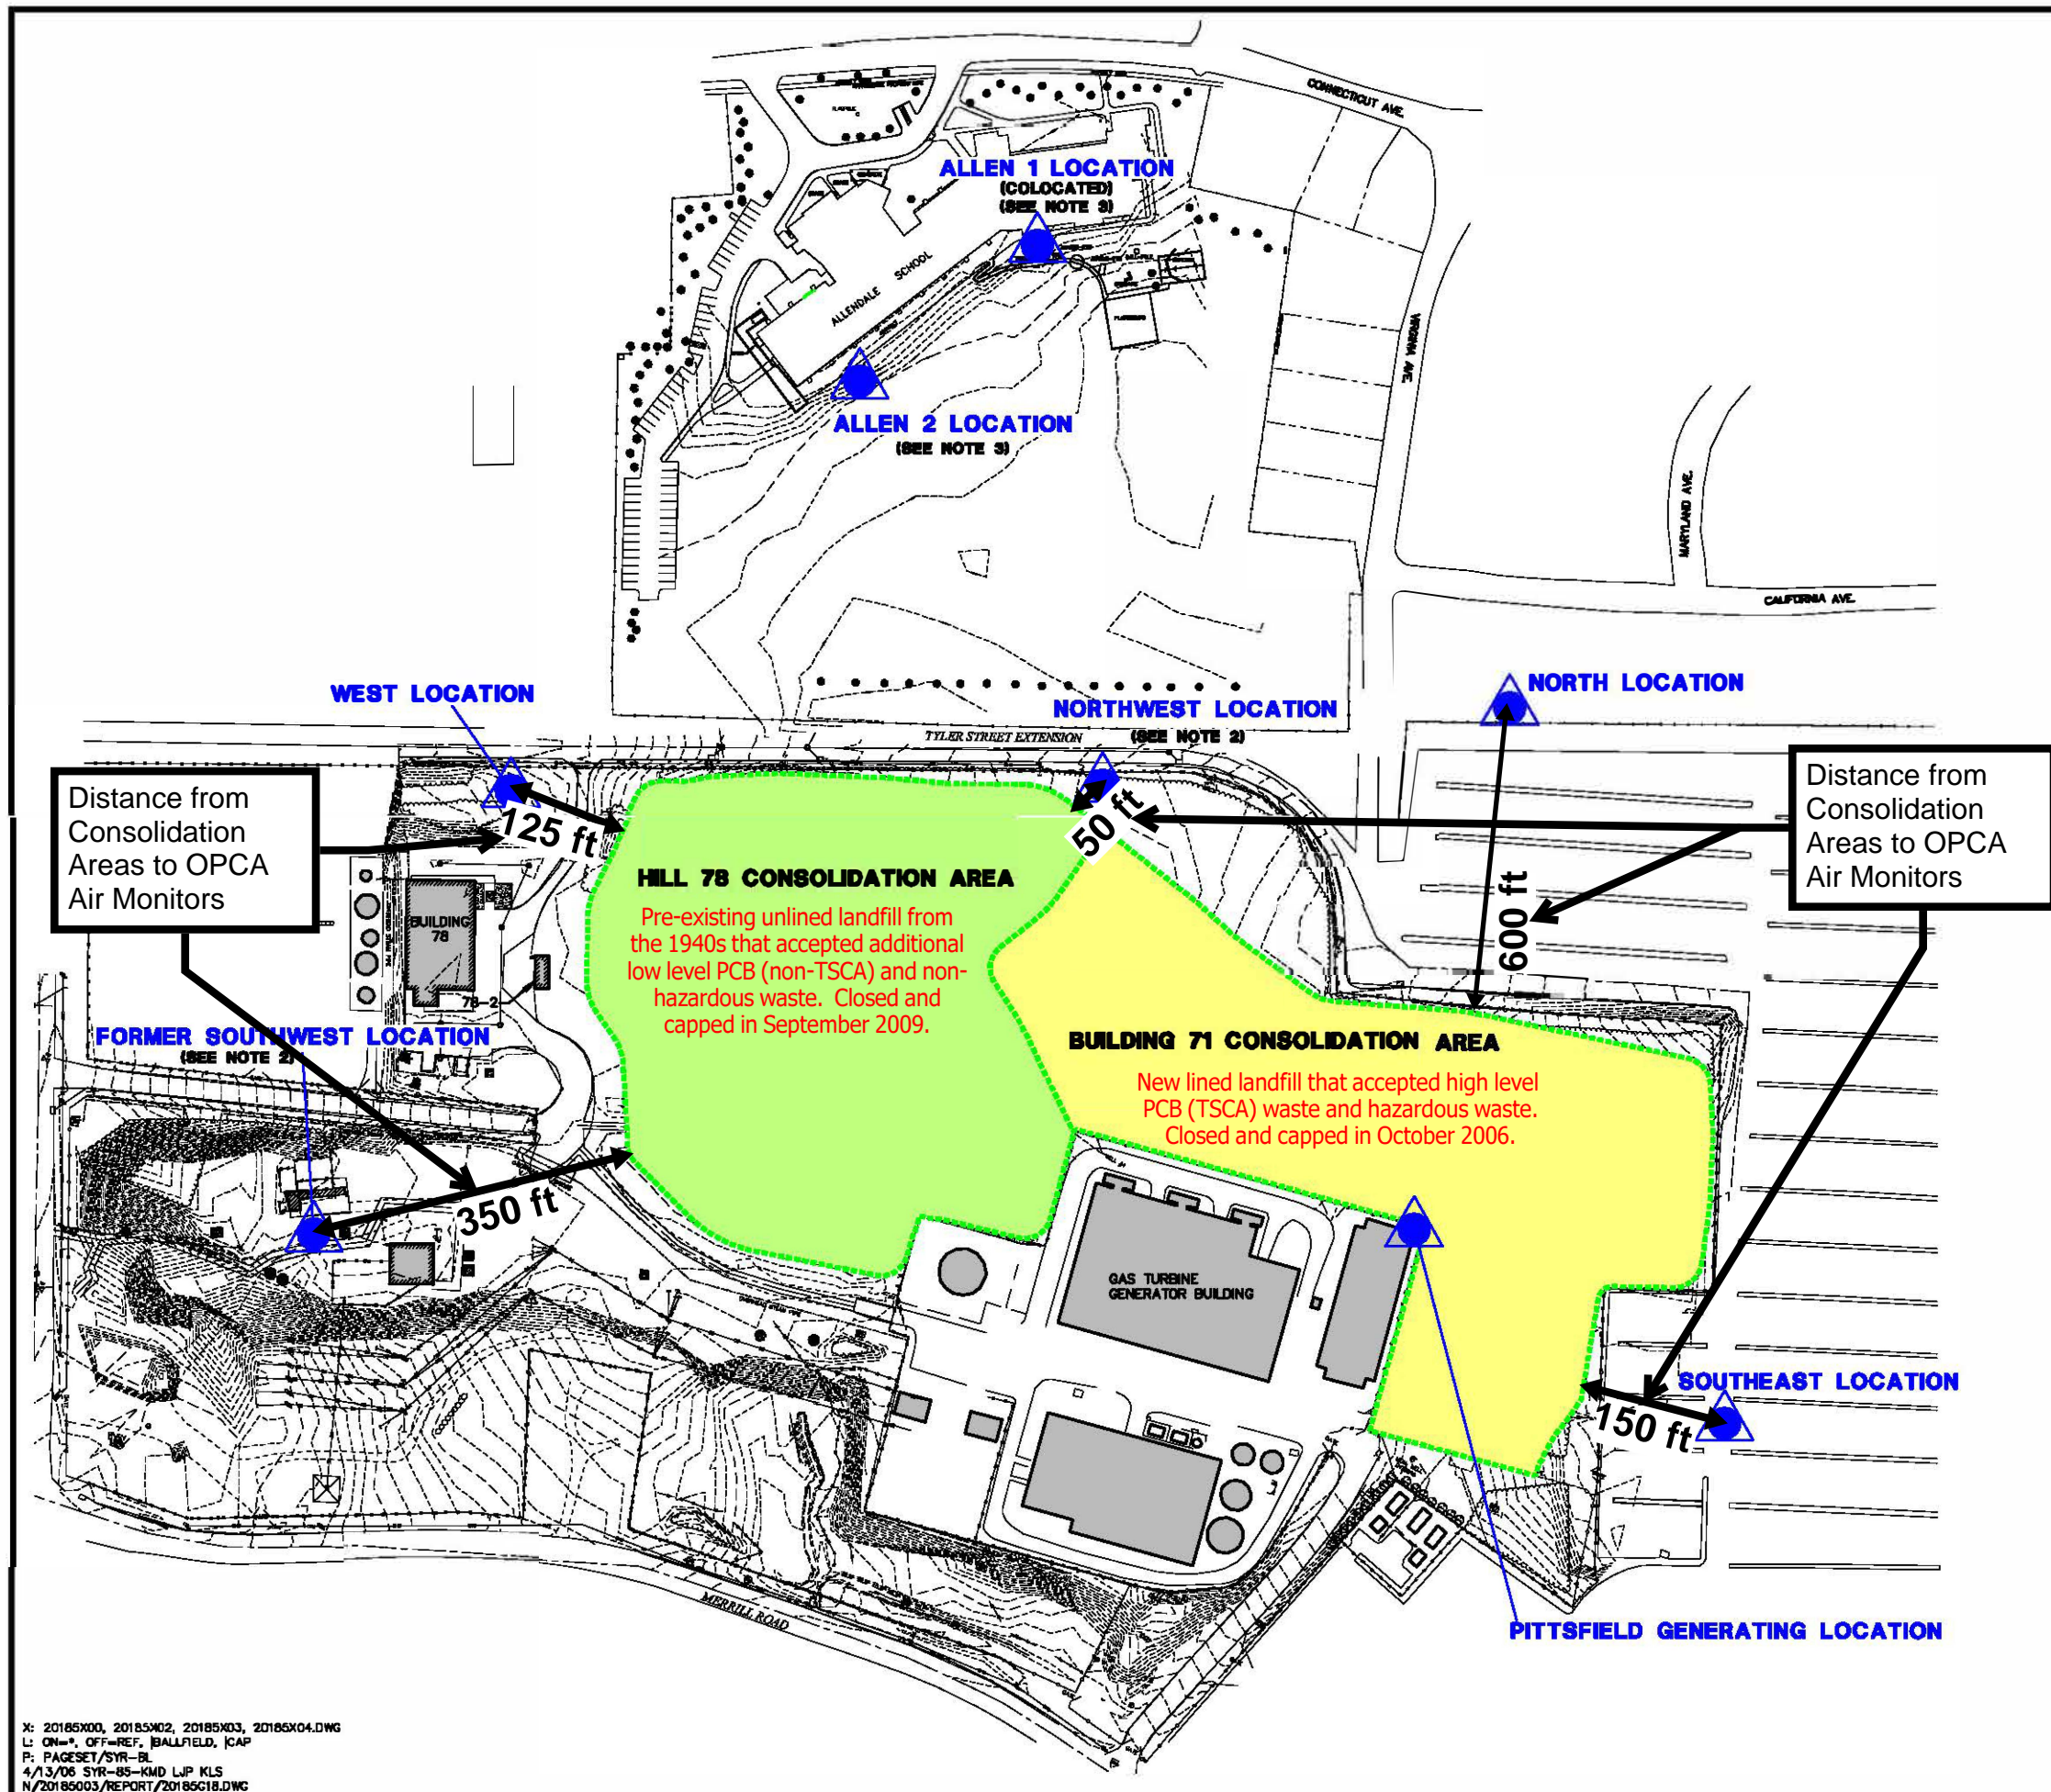 CONNECTICUT AVE.
ALLEN 1 LOCATION
(COLOCATED)
(SEE NOTE 3)
ALLENDALE SCHOOL
VIRGINIA AVE.
ALLEN 2 LOCATION
(SEE NOTE 3)
MARYLAND AVE.
CALIFORNIA AVE.
WEST LOCATION
NORTH LOCATION
NORTHWEST LOCATION
(SEE NOTE 2)
TYLER STREET EXTENSION
Distance from
Consolidation
Areas to OPCA
Air Monitors
125 ft
50 ft
Distance from
Consolidation
Areas to OPCA
Air Monitors
600 ft
HILL 78 CONSOLIDATION AREA
Pre-existing unlined landfill from
the 1940s that accepted additional
low level PCB (non-TSCA) and non-
hazardous waste. Closed and
capped in September 2009.
BUILDING
78
78-2
FORMER SOUTHWEST LOCATION
(SEE NOTE 2)
BUILDING 71 CONSOLIDATION AREA
New lined landfill that accepted high level
PCB (TSCA) waste and hazardous waste.
Closed and capped in October 2006.
350 ft
GAS TURBINE
GENERATOR BUILDING
SOUTHEAST LOCATION
150 ft
MERRILL ROAD
PITTSFIELD GENERATING LOCATION
X: 20185X00, 20185X02, 20185X03, 20185X04.DWG
L: ON=*, OFF=REF, |BALLFIELD, |CAP
P: PAGESET/SYR-BL
4/13/06 SYR-85-KMD LJP KLS
N/20185003/REPORT/20185G18.DWG